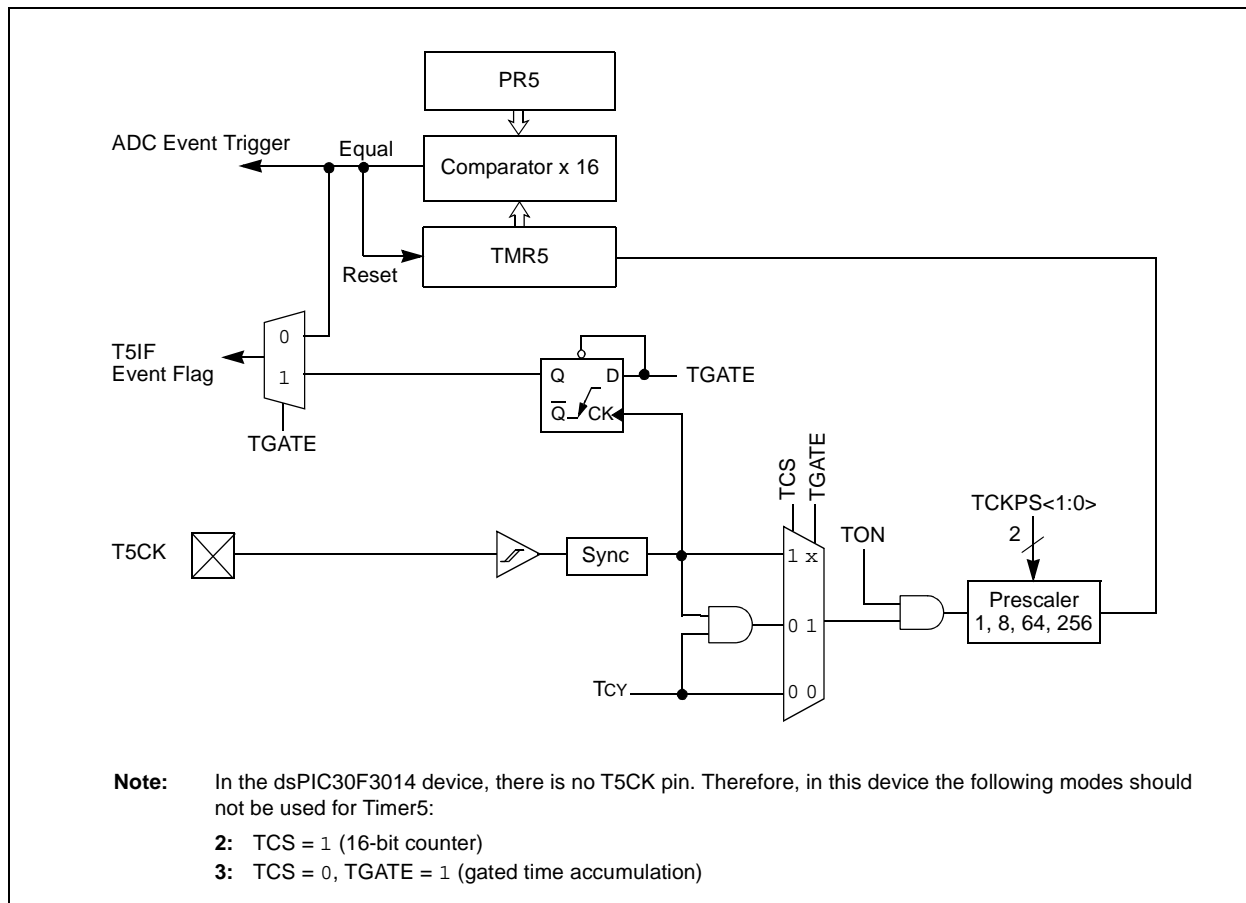 PR5
ADC Event Trigger
Equal
Comparator x 16
TMR5
Reset
0
T5IF
Event Flag
1
Q D
TGATE
Q CK
TGATE
TCS
TGATE
TCKPS<1:0>
2
TON
T5CK
Sync
1 x
Prescaler
1, 8, 64, 256
0 1
TCY
0 0
Note: In the dsPIC30F3014 device, there is no T5CK pin. Therefore, in this device the following modes should
not be used for Timer5:
2: TCS = 1 (16-bit counter)
3: TCS = 0, TGATE = 1 (gated time accumulation)